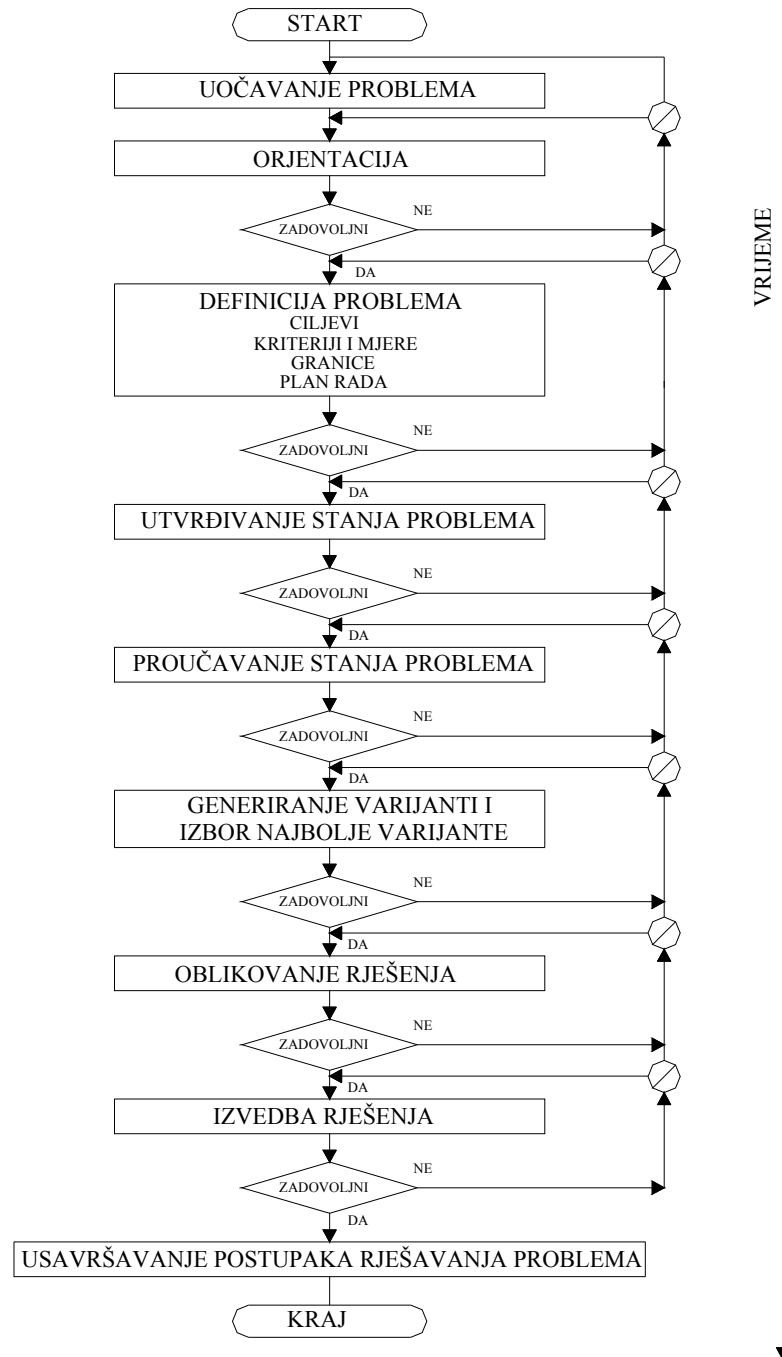 START
UOČAVANJE PROBLEMA
ORJENTACIJA
ZADOVOLJNI
NE
DA
DEFINICIJA PROBLEMA
CILJEVI
KRITERIJI I MJERE
GRANICE
PLAN RADA
ZADOVOLJNI
NE
DA
UTVRĐIVANJE STANJA PROBLEMA
ZADOVOLJNI
NE
DA
PROUČAVANJE STANJA PROBLEMA
ZADOVOLJNI
NE
DA
GENERIRANJE VARIJANTI I
IZBOR NAJBOLJE VARIJANTE
ZADOVOLJNI
NE
DA
OBLIKOVANJE RJEŠENJA
ZADOVOLJNI
NE
DA
IZVEDBA RJEŠENJA
ZADOVOLJNI
NE
DA
USAVRŠAVANJE POSTUPAKA RJEŠAVANJA PROBLEMA
KRAJ
VRIJEME